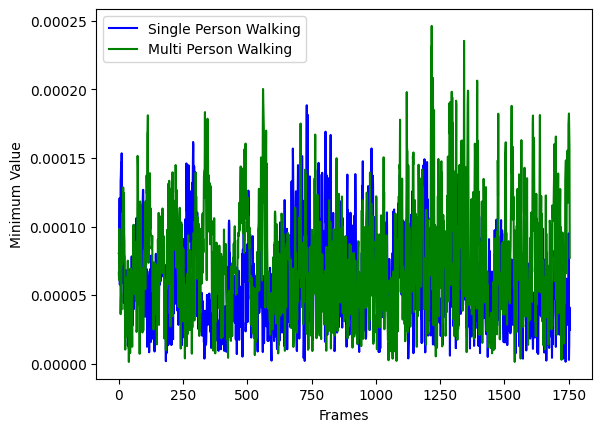 Single Person Walking
Multi Person Walking
0.00025
0.00020
0.00015
0.00010
0.00005
0.00000
Minimum Value
0 250 500 750 1000 1250 1500 1750
Frames